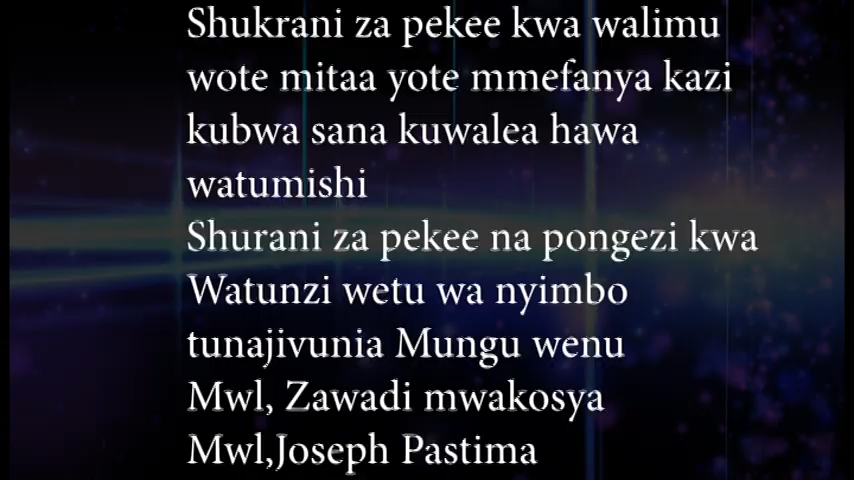 Shukrani za pekee kwa walimu
wote mitaa yote mmefanya kazi
kubwa sana kuwalea hawa
watumishi
Shurani za pekee na pongezi kwa
Watunzi wetu wa nyimbo
tunajivunia Mungu wenu
Mwl, Zawadi mwakosya
Mwl,Joseph Pastima